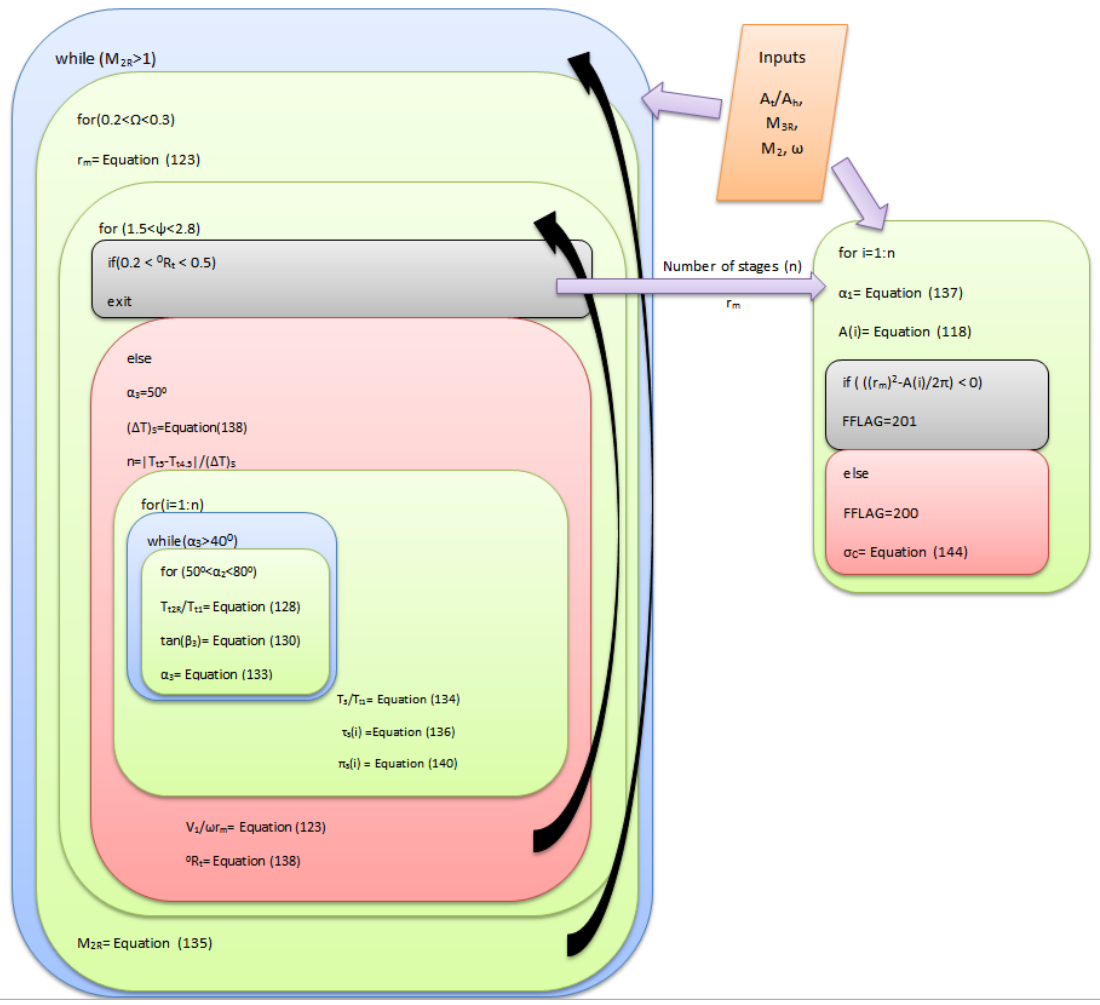 while (M₂R>1)
for(0.2<Ω<0.3)
rₘ= Equation (123)
for (1.5<ψ<2.8)
if(0.2 < ⁰Rₜ < 0.5)
exit
else
α₃=50⁰
(ΔT)ₛ=Equation(138)
n=|Tₜ₃-Tₜ₄.₅|/(ΔT)ₛ
for(i=1:n)
while(α₃>40⁰)
for (50⁰<α₂<80⁰)
Tₜ₂R/Tₜ₁= Equation (128)
tan(β₃)= Equation (130)
α₃= Equation (133)
T₃/Tₜ₁= Equation (134)
τₛ(i) =Equation (136)
πₛ(i) = Equation (140)
V₁/ωrₘ= Equation (123)
⁰Rₜ= Equation (138)
M₂R= Equation (135)
Inputs
Aₜ/Aₕ,
M₃R,
M₂, ω
Number of stages (n)
rₘ
for i=1:n
α₁= Equation (137)
A(i)= Equation (118)
if ( ((rₘ)²-A(i)/2π) < 0)
FFLAG=201
else
FFLAG=200
σc= Equation (144)